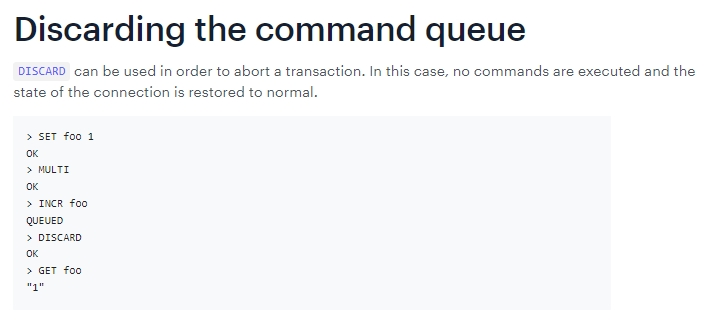 Discarding the command queue
DISCARD can be used in order to abort a transaction. In this case, no commands are executed and the
state of the connection is restored to normal.
> SET foo 1
OK
> MULTI
OK
> INCR foo
QUEUED
> DISCARD
OK
> GET foo
"1"